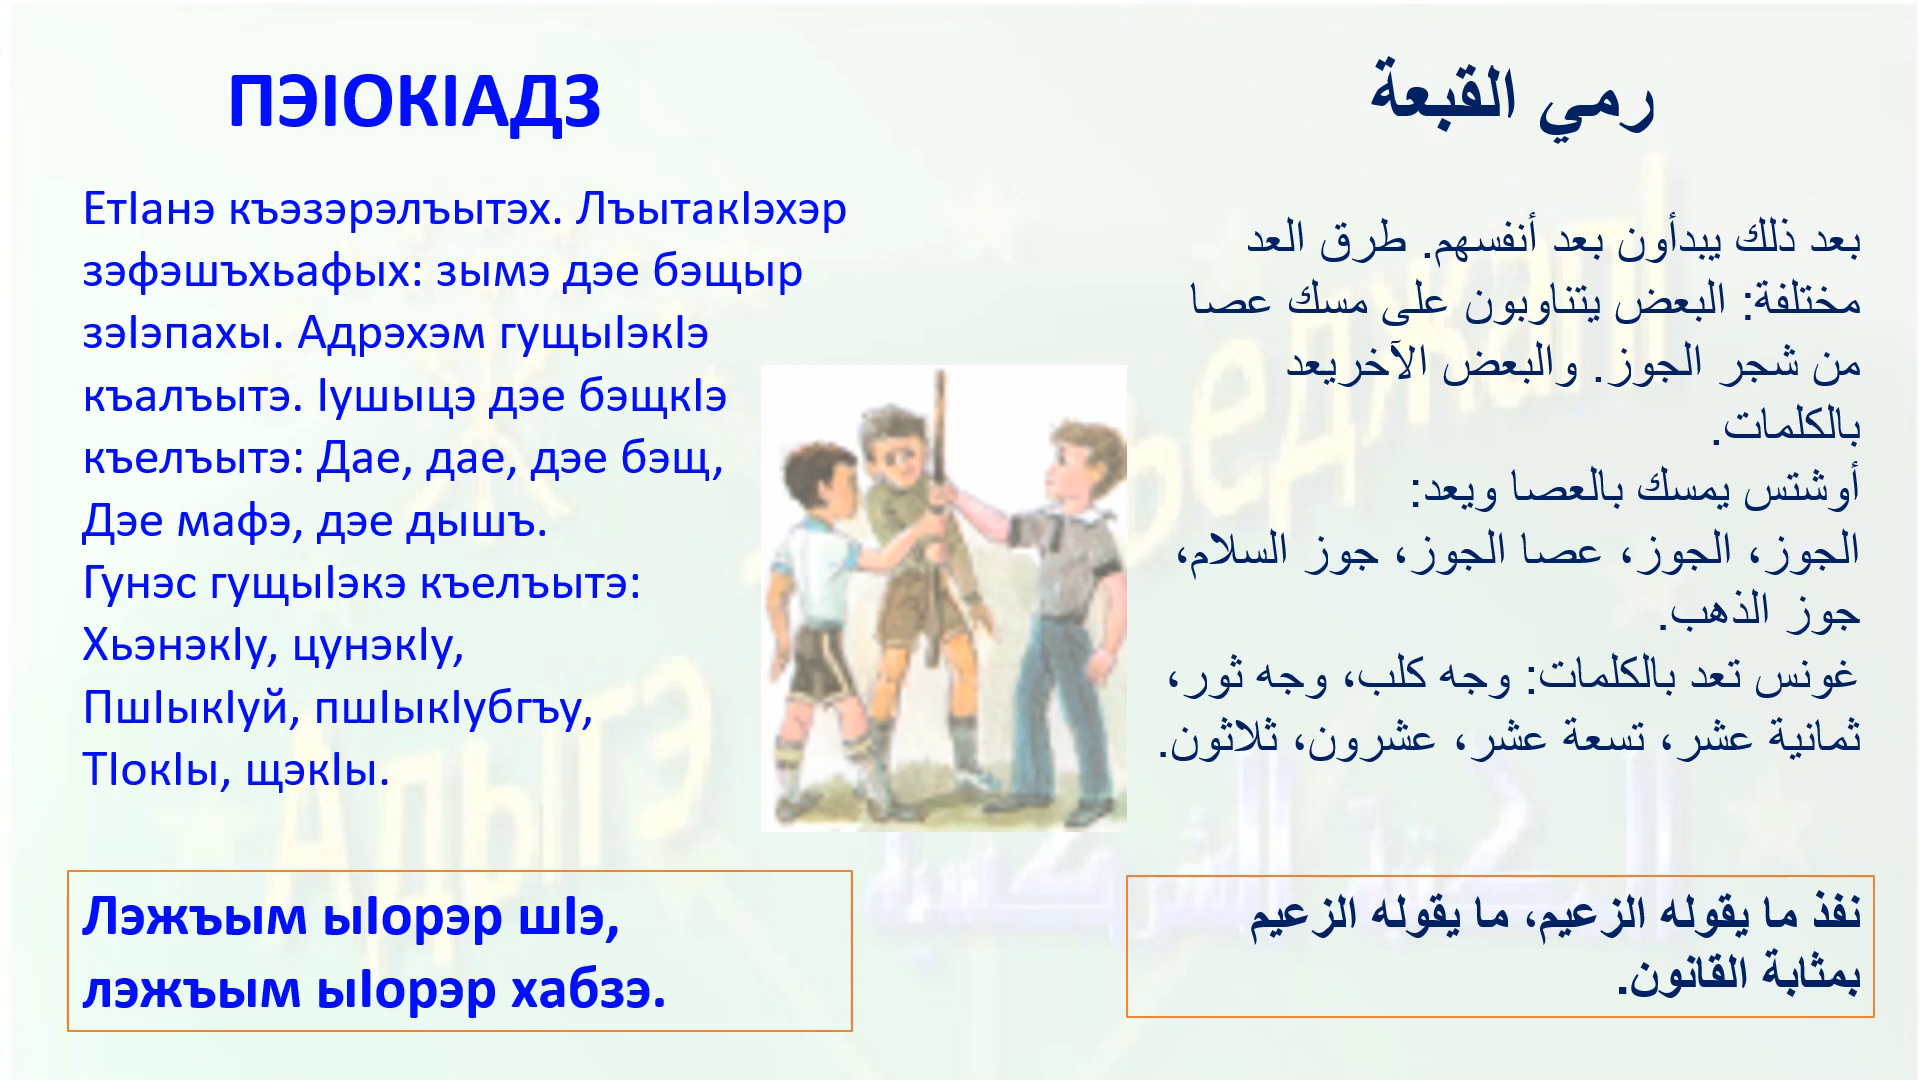 ПЭӀОКӀАДЗ
ЕтӀанэ къэзэрэлъытэх. ЛъытакӀэхэр
зэфэшъхьафых: зымэ дэе бэщыр
зэӀэпахы. Адрэхэм гущыӀэкӀэ
къалъытэ. Ӏушыцэ дэе бэщкӀэ
къелъытэ: Дае, дае, дэе бэщ,
Дэе мафэ, дэе дышъ.
Гунэс гущыӀэкэ къелъытэ:
ХьэнэкӀу, цунэкӀу,
ПшӀыкӀуй, пшӀыкӀубгъу,
ТӀокӀы, щэкӀы.
Лэжъым ыӀорэр шӀэ,
лэжъым ыӀорэр хабзэ.
رمي القبعة
بعد ذلك يبدأون بعد أنفسهم. طرق العد
مختلفة: البعض يتناوبون على مسك عصا
من شجر الجوز. والبعض الآخريعد
بالكلمات.
أوشتس يمسك بالعصا ويعد:
الجوز، الجوز، عصا الجوز، جوز السلام،
جوز الذهب.
غونس تعد بالكلمات: وجه كلب، وجه ثور،
ثمانية عشر، تسعة عشر، عشرون، ثلاثون.
نفذ ما يقوله الزعيم، ما يقوله الزعيم
بمثابة القانون.